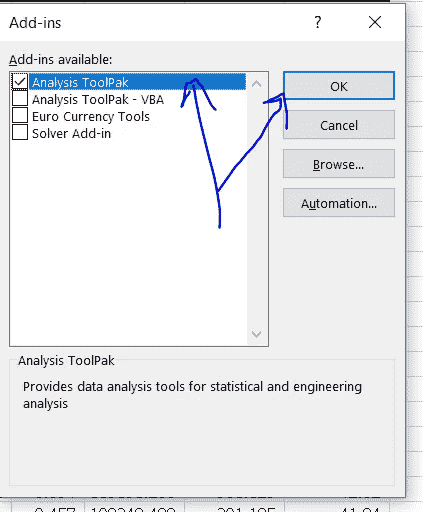 Add-ins
?
Add-ins available:
Analysis ToolPak
Analysis ToolPak - VBA
Euro Currency Tools
Solver Add-in
OK
Cancel
Browse...
Automation...
Analysis ToolPak
Provides data analysis tools for statistical and engineering
analysis